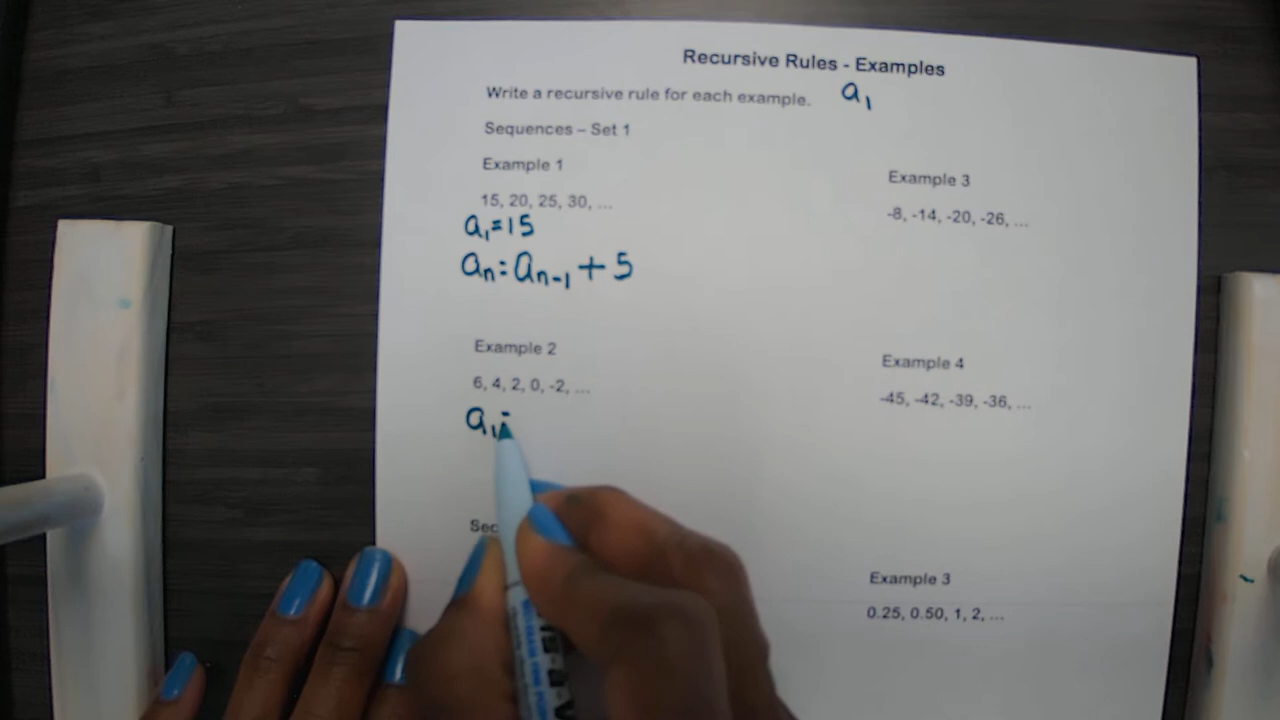 Recursive Rules - Examples
Write a recursive rule for each example. a₁
Sequences – Set 1
Example 1
15, 20, 25, 30, ...
a₁=15
aₙ=aₙ₋₁+5
Example 2
6, 4, 2, 0, -2, ...
a₁=
Example 3
-8, -14, -20, -26, ...
Example 4
-45, -42, -39, -36, ...
Example 3
0.25, 0.50, 1, 2, ...